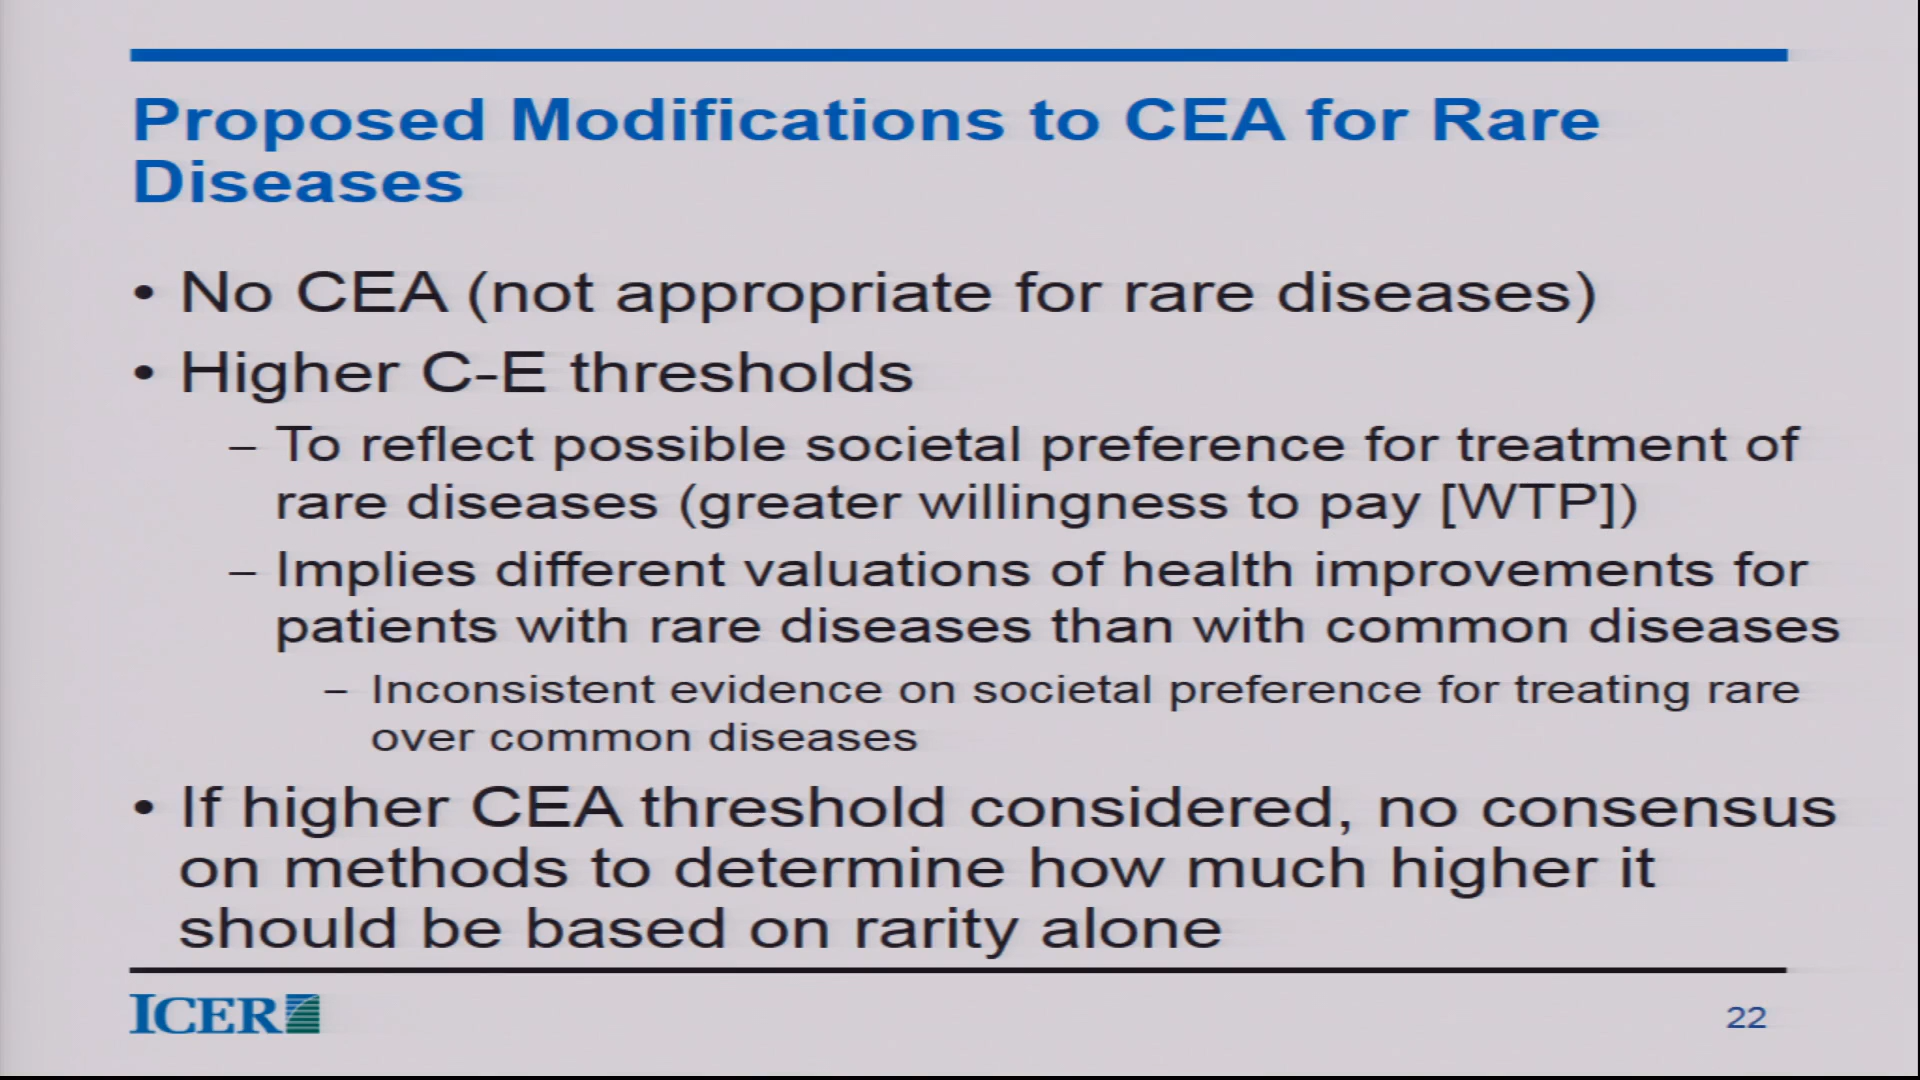 Proposed Modifications to CEA for Rare
Diseases
• No CEA (not appropriate for rare diseases)
• Higher C-E thresholds
– To reflect possible societal preference for treatment of
rare diseases (greater willingness to pay [WTP])
– Implies different valuations of health improvements for
patients with rare diseases than with common diseases
– Inconsistent evidence on societal preference for treating rare
over common diseases
• If higher CEA threshold considered, no consensus
on methods to determine how much higher it
should be based on rarity alone
ICER
22